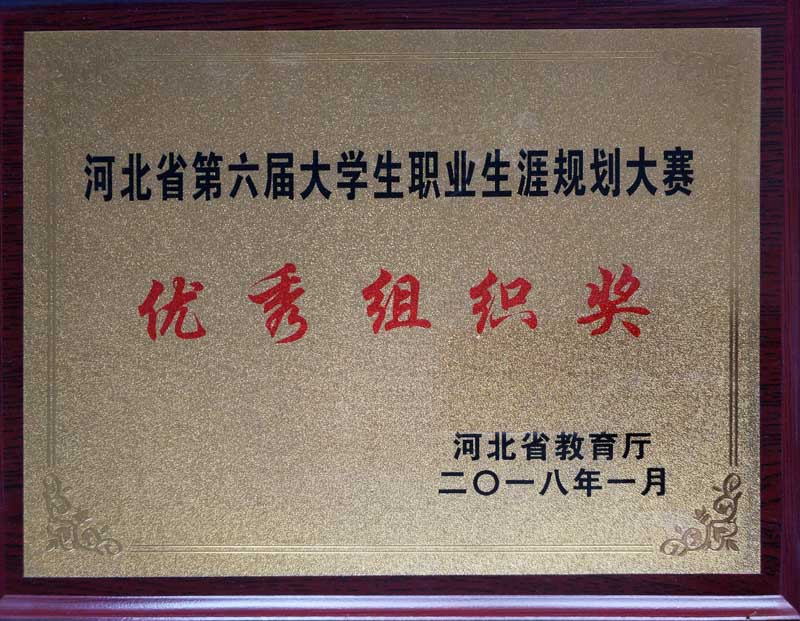 河北省第六届大学生职业生涯规划大赛
优秀组织奖
河北省教育厅
二〇一八年一月